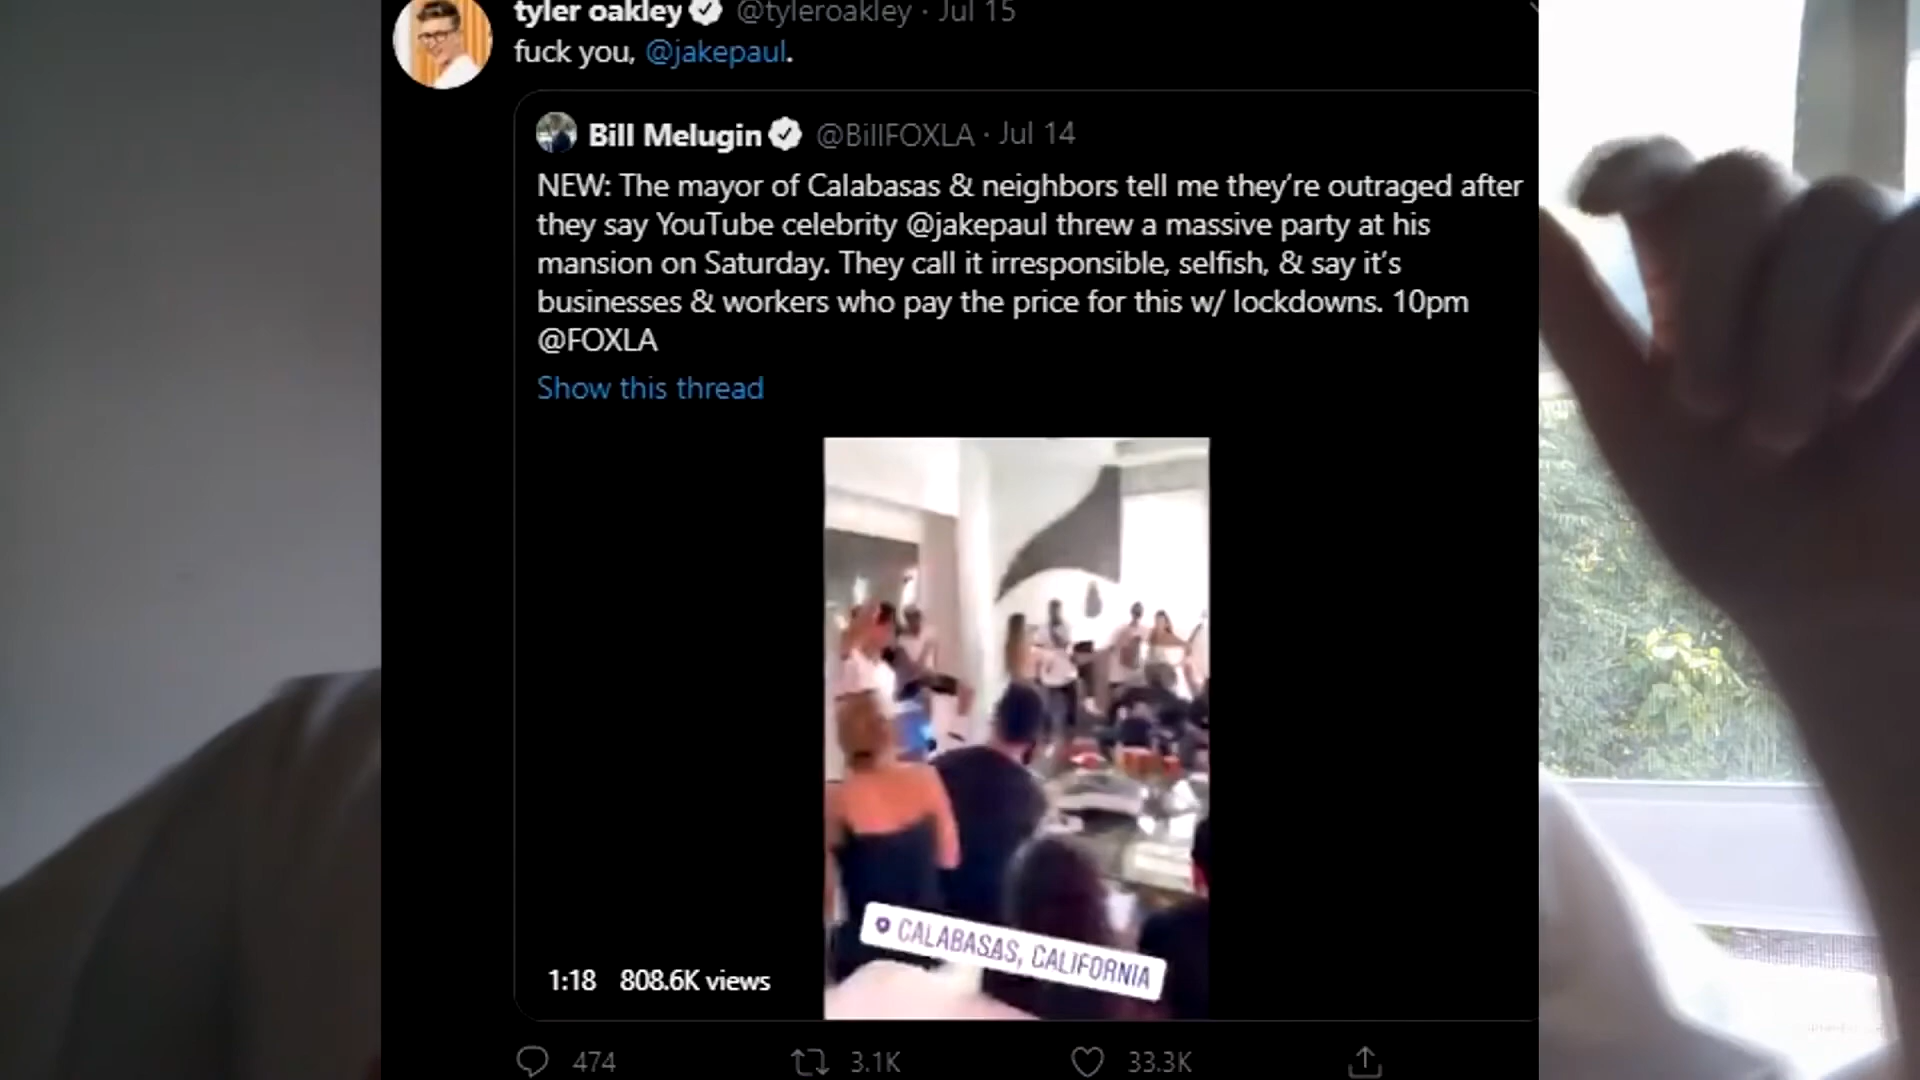 tyler oakley @tyleroakley · Jul 15
fuck you, @jakepaul.
Bill Melugin @BillFOXLA · Jul 14
NEW: The mayor of Calabasas & neighbors tell me they’re outraged after
they say YouTube celebrity @jakepaul threw a massive party at his
mansion on Saturday. They call it irresponsible, selfish, & say it’s
businesses & workers who pay the price for this w/ lockdowns. 10pm
@FOXLA
Show this thread
CALABASAS, CALIFORNIA
1:18 808.6K views
474 3.1K 33.3K